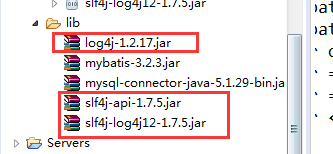 slf4j-log4j12-1.7.5.jar
lib
log4j-1.2.17.jar
mybatis-3.2.3.jar
mysql-connector-java-5.1.29-bin.ja
slf4j-api-1.7.5.jar
slf4j-log4j12-1.7.5.jar
Servers